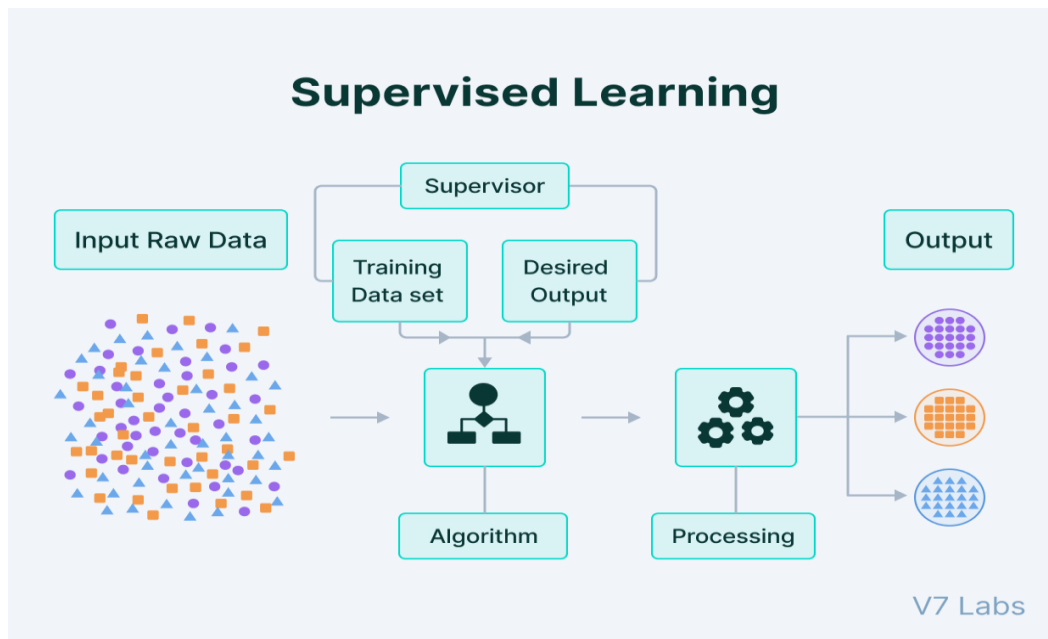 Supervised Learning
Supervisor
Input Raw Data
Training
Data set
Desired
Output
Output
Algorithm
Processing
V7 Labs